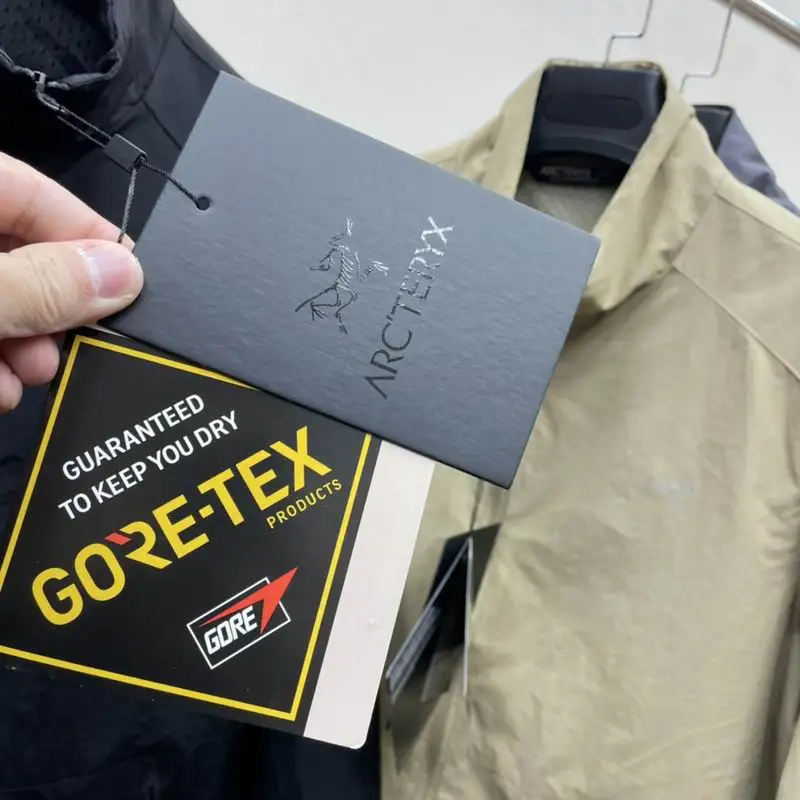 ARC'TERYX
GUARANTEED
TO KEEP YOU DRY
GORE-TEX
PRODUCTS
GORE